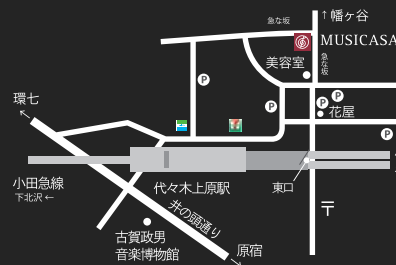 ↑幡ヶ谷
急な坂
MUSICASA
急な坂
美容室
P
P
P
P
花屋
P
環七
↖
小田急線
下北沢←
代々木上原駅
東口
〒
井の頭通り
古賀政男
音楽博物館
原宿
↘